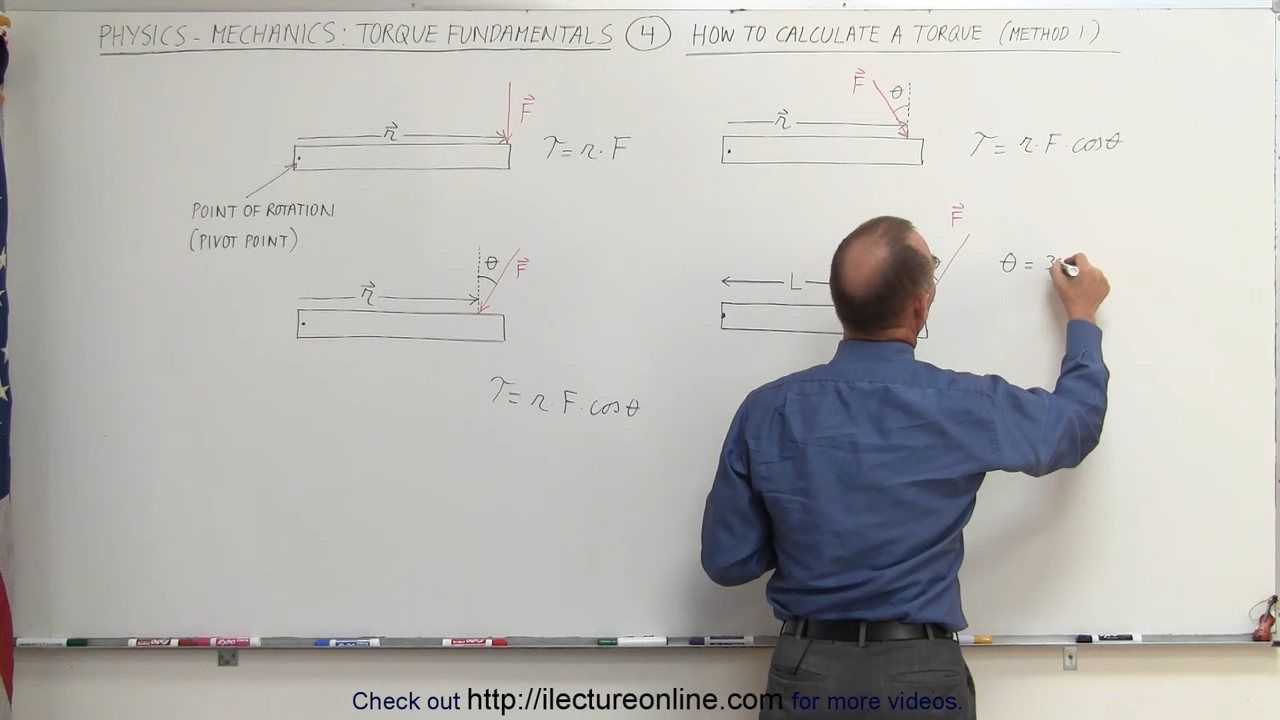 PHYSICS - MECHANICS: TORQUE FUNDAMENTALS ④ HOW TO CALCULATE A TORQUE (METHOD 1)
r⃗
F⃗
τ = r · F
POINT OF ROTATION
(PIVOT POINT)
r⃗
F⃗
θ
τ = r · F · cosθ
r⃗
θ
F⃗
τ = r · F · cosθ
L
F⃗
θ = 3
Check out http://ilectureonline.com for more videos.